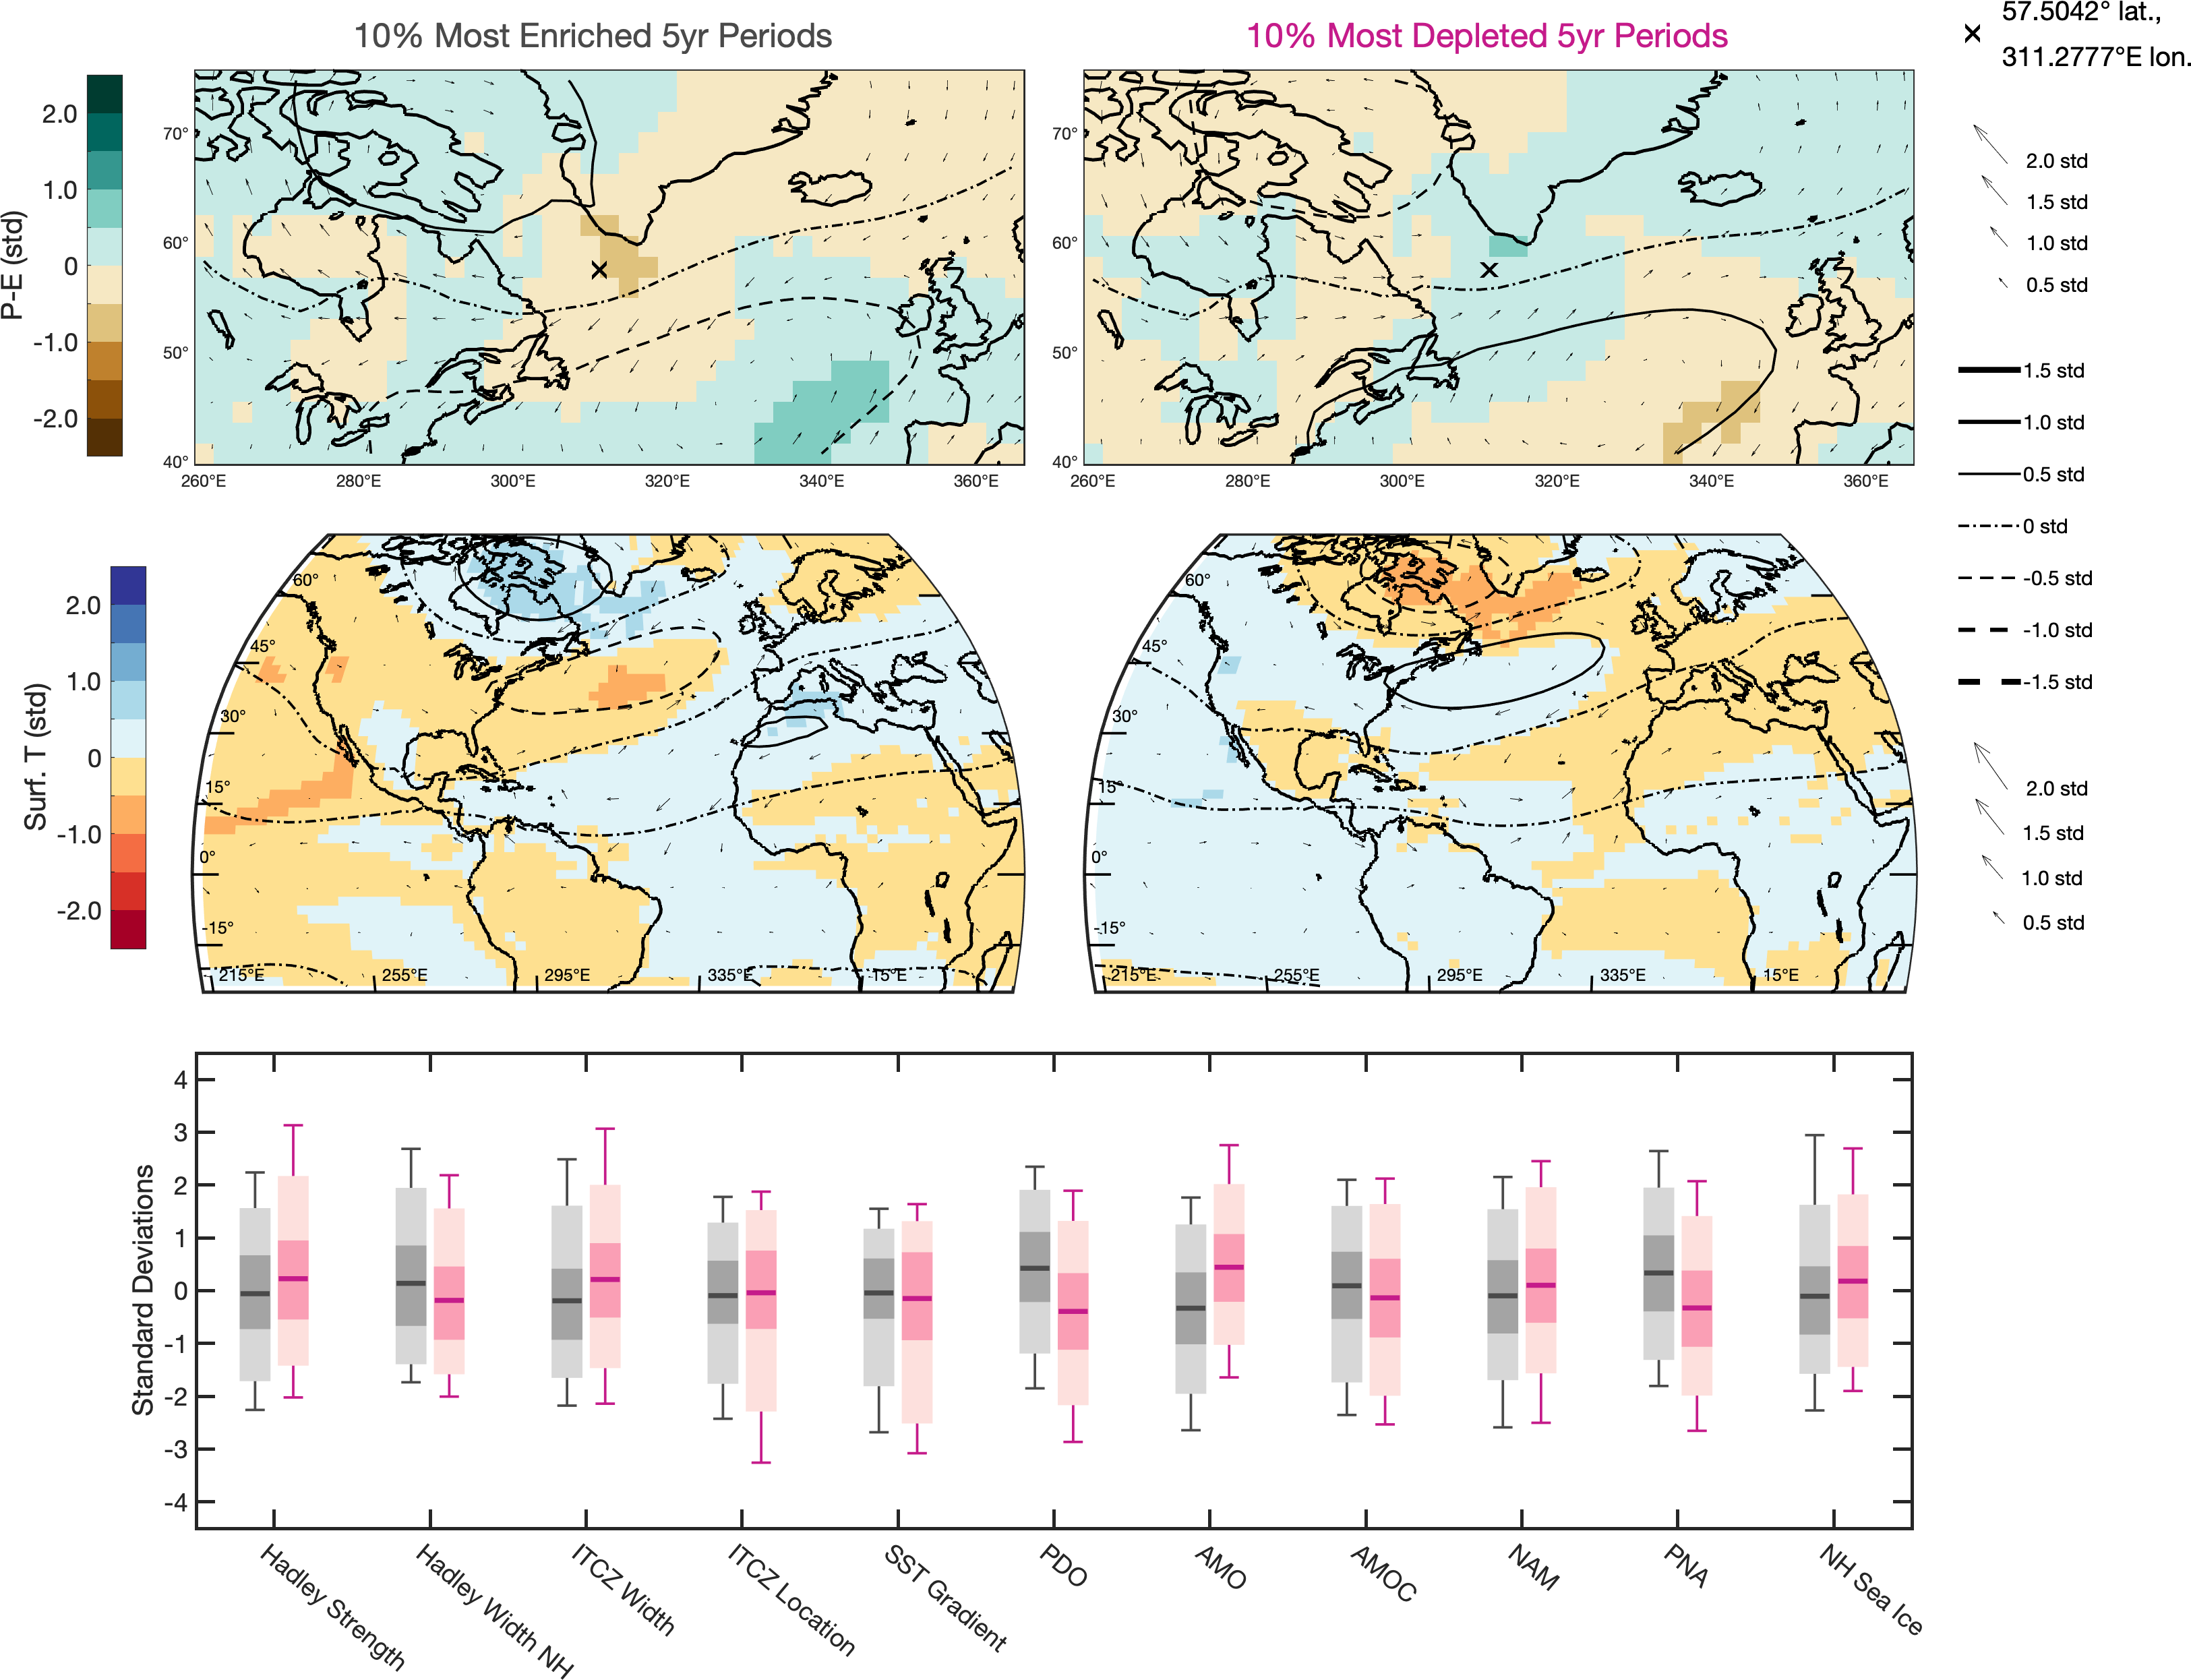 10% Most Enriched 5yr Periods
10% Most Depleted 5yr Periods
57.5042° lat.,
311.2777°E lon.
P-E (std)
2.0
1.0
0
-1.0
-2.0
70°
60°
50°
40°
260°E 280°E 300°E 320°E 340°E 360°E
70°
60°
50°
40°
260°E 280°E 300°E 320°E 340°E 360°E
2.0 std
1.5 std
1.0 std
0.5 std
1.5 std
1.0 std
0.5 std
0 std
-0.5 std
-1.0 std
-1.5 std
Surf. T (std)
2.0
1.0
0
-1.0
-2.0
60°
45°
30°
15°
0°
-15°
215°E 255°E 295°E 335°E 15°E
60°
45°
30°
15°
0°
-15°
215°E 255°E 295°E 335°E 15°E
2.0 std
1.5 std
1.0 std
0.5 std
Standard Deviations
4
3
2
1
0
-1
-2
-3
-4
Hadley Strength
Hadley Width NH
ITCZ Width
ITCZ Location
SST Gradient
PDO
AMO
AMOC
NAM
PNA
NH Sea Ice